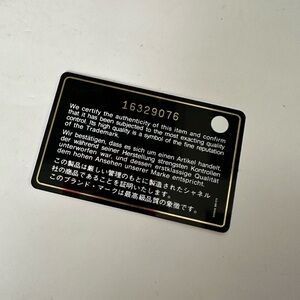 16329076
We certify the authenticity of this item and confirm
that it has been subjected to the most exacting quality
control. Its high quality is a symbol of the fine reputation
of the Trademark.
Wir bestätigen, dass es sich um einen Artikel handelt,
der während seiner Herstellung strengsten Kontrollen
unterworfen war, und dessen erstklassige Qualität
dem hohen Ansehen unserer Marke entspricht.
この製品は厳しい管理のもとに製造されたシャネル
社の商品であることを証明いたします。
このブランド・マークは最高級品質の象徴です。